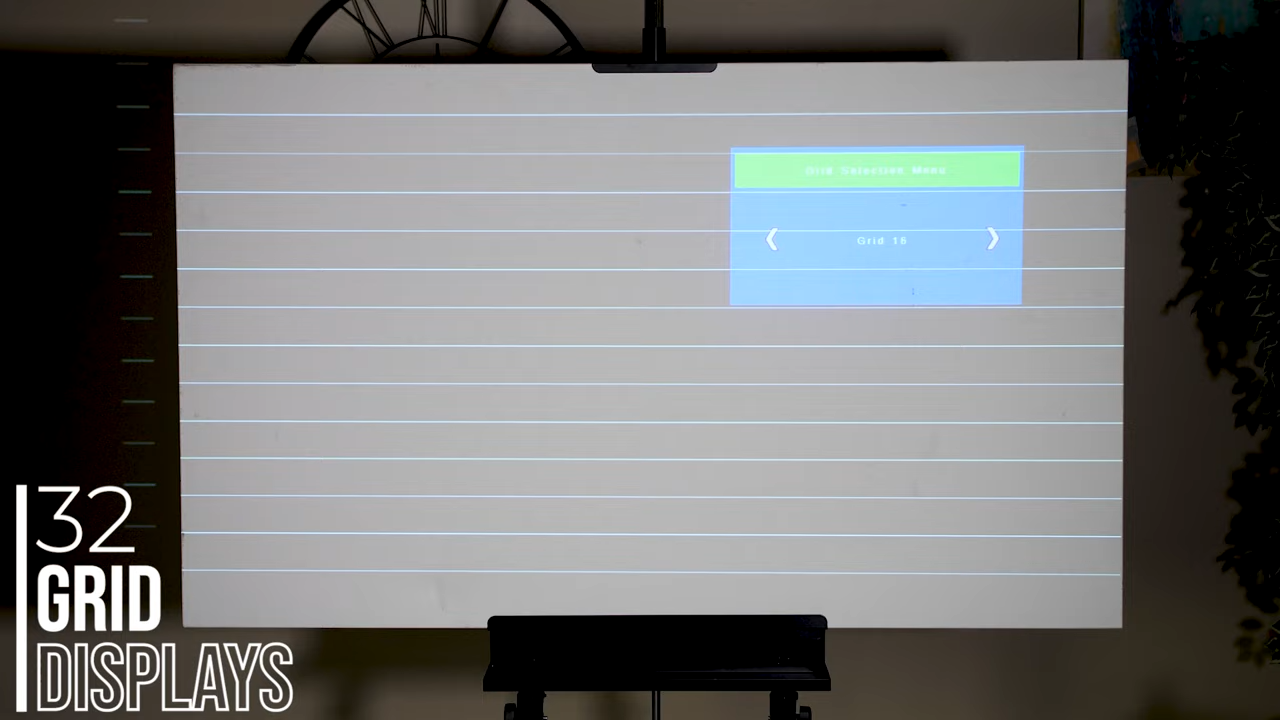 Grid Selection Menu
❮ Grid 16 ❯
32
GRID
DISPLAYS